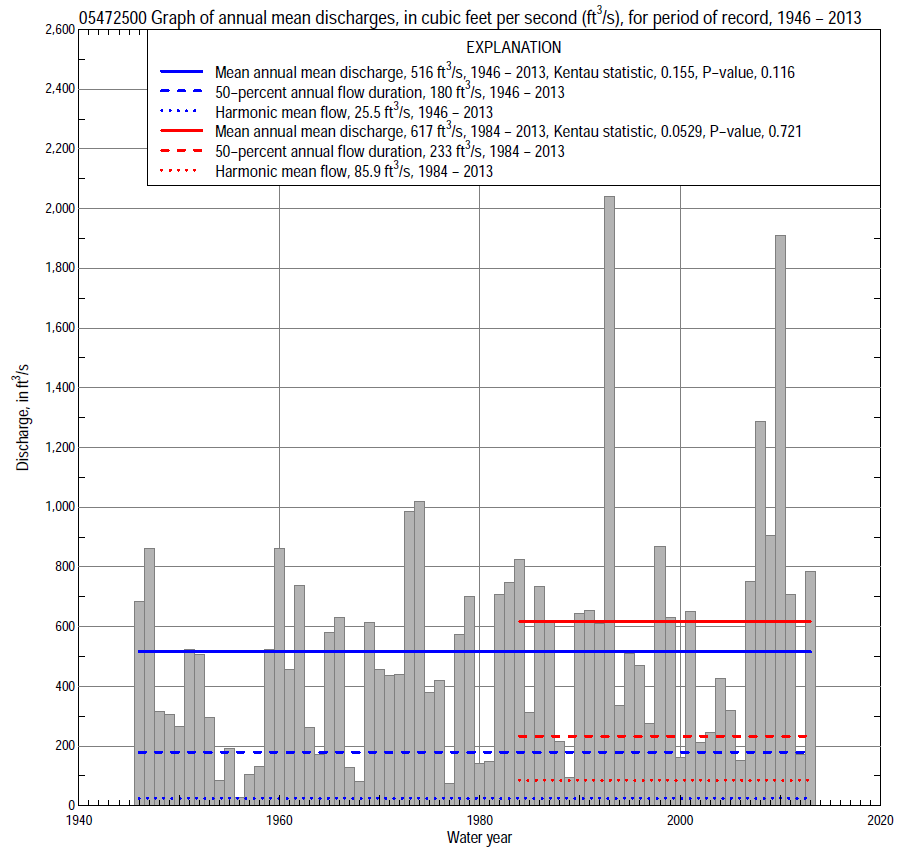 05472500 Graph of annual mean discharges, in cubic feet per second (ft³/s), for period of record, 1946 – 2013
EXPLANATION
Mean annual mean discharge, 516 ft³/s, 1946 – 2013, Kentau statistic, 0.155, P–value, 0.116
50–percent annual flow duration, 180 ft³/s, 1946 – 2013
Harmonic mean flow, 25.5 ft³/s, 1946 – 2013
Mean annual mean discharge, 617 ft³/s, 1984 – 2013, Kentau statistic, 0.0529, P–value, 0.721
50–percent annual flow duration, 233 ft³/s, 1984 – 2013
Harmonic mean flow, 85.9 ft³/s, 1984 – 2013
2,600
2,400
2,200
2,000
1,800
1,600
1,400
1,200
1,000
800
600
400
200
0
Discharge, in ft³/s
1940
1960
1980
2000
2020
Water year